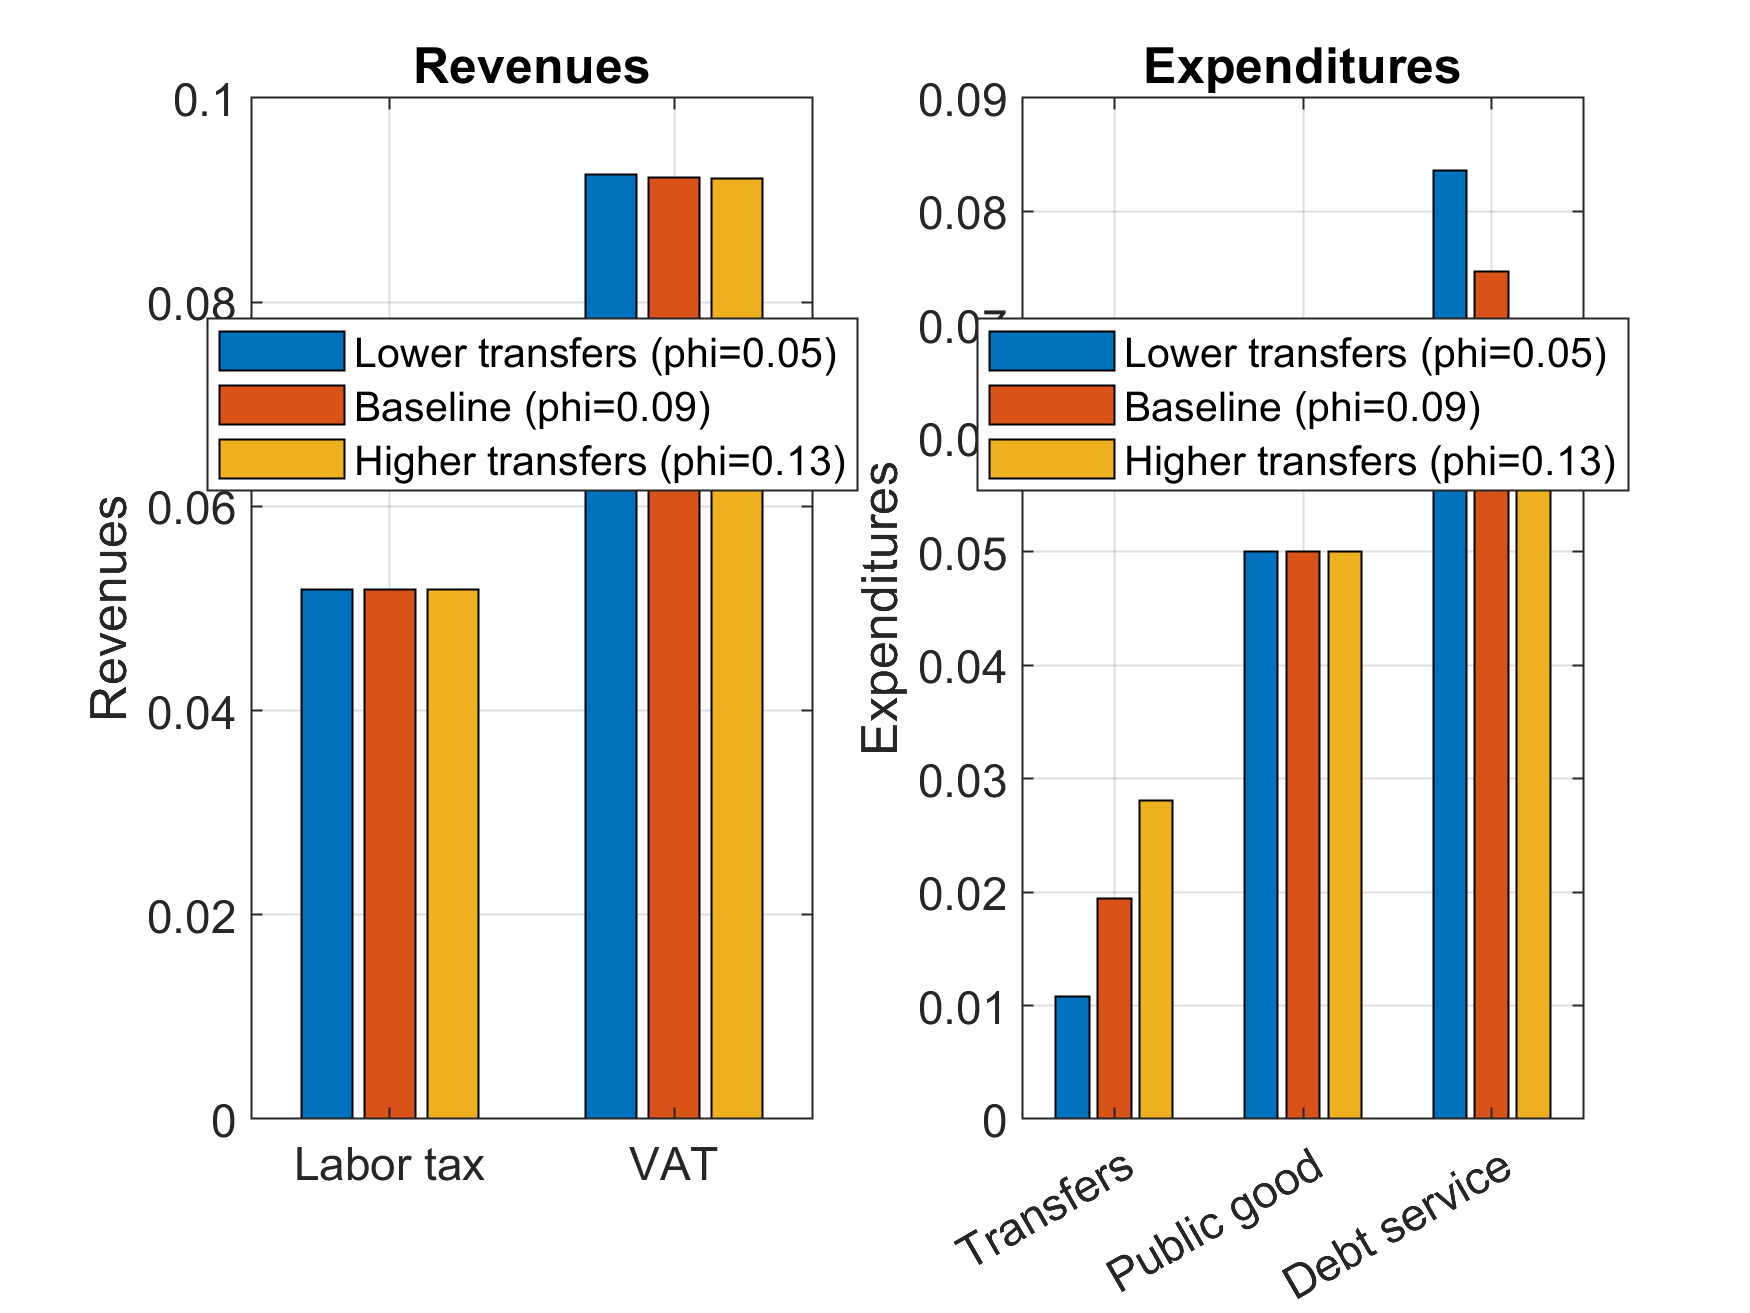 Revenues
0.1
0.08
0.06
0.04
0.02
0
Revenues
Lower transfers (phi=0.05)
Baseline (phi=0.09)
Higher transfers (phi=0.13)
Labor tax
VAT
Expenditures
0.09
0.08
0.07
0.05
0.04
0.03
0.02
0.01
0
Expenditures
Lower transfers (phi=0.05)
Baseline (phi=0.09)
Higher transfers (phi=0.13)
Transfers
Public good
Debt service